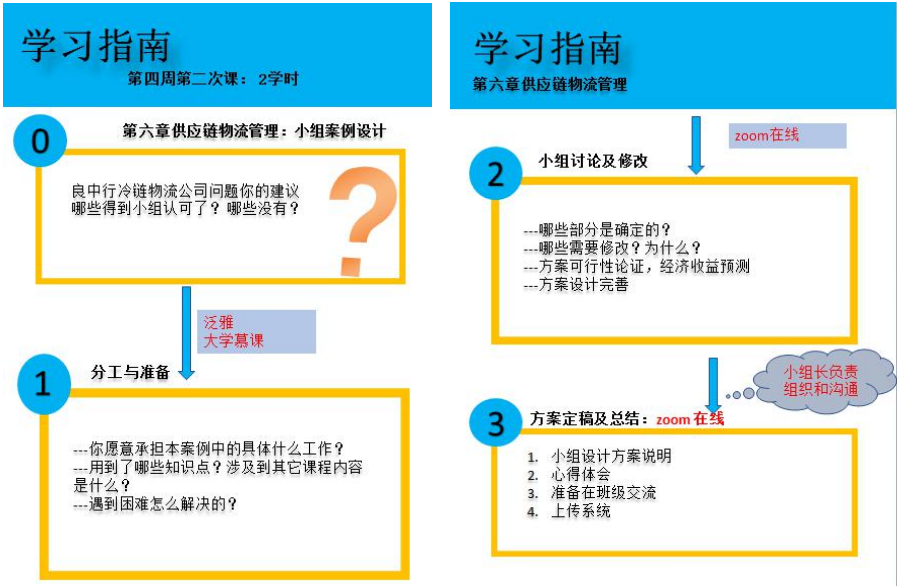 学习指南
第四周第二次课： 2学时
0
第六章供应链物流管理：小组案例设计
良中行冷链物流公司问题你的建议
哪些得到小组认可了？哪些没有？
?
泛雅
大学慕课
1
分工与准备
---你愿意承担本案例中的具体什么工作？
---用到了哪些知识点？涉及到其它课程内容
是什么？
---遇到困难怎么解决的？
学习指南
第六章供应链物流管理
zoom在线
2
小组讨论及修改
---哪些部分是确定的？
---哪些需要修改？为什么？
---方案可行性论证，经济收益预测
---方案设计完善
小组长负责
组织和沟通
3
方案定稿及总结：zoom在线
1. 小组设计方案说明
2. 心得体会
3. 准备在班级交流
4. 上传系统